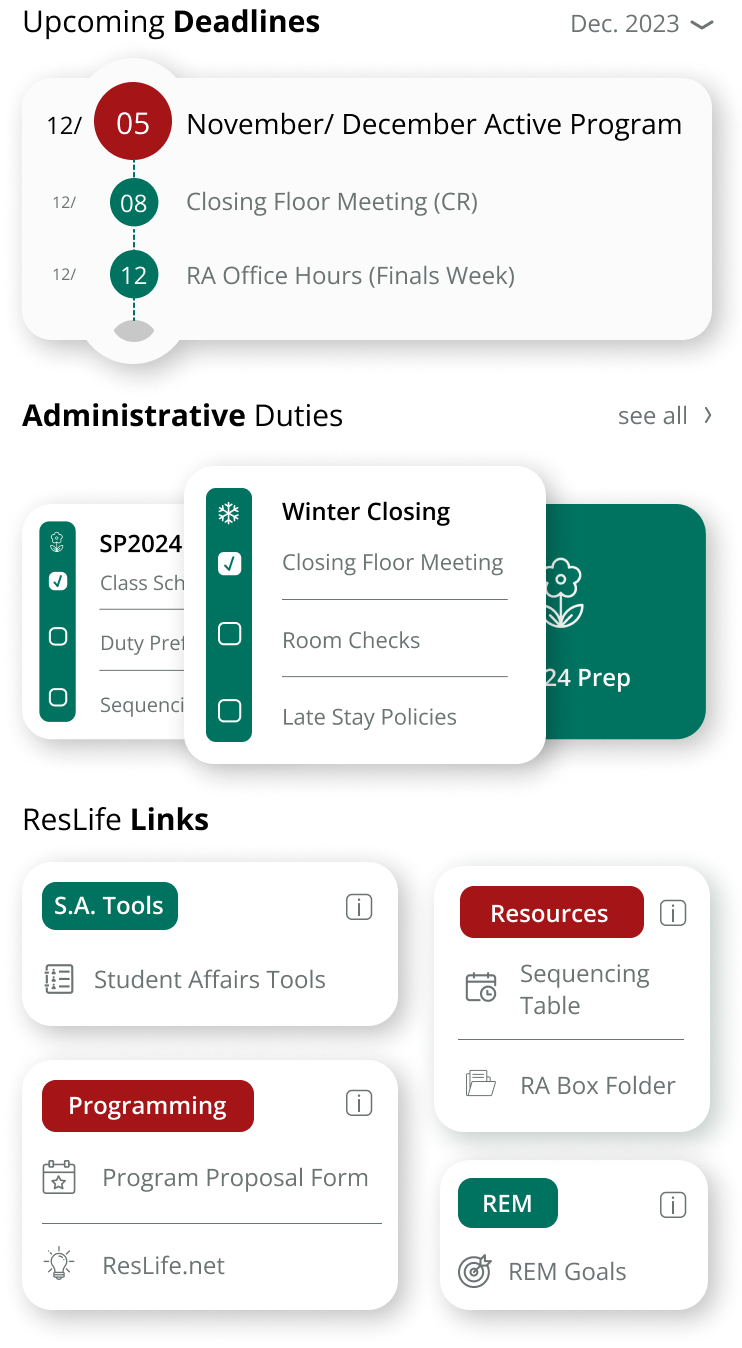 Upcoming Deadlines
Dec. 2023
12/ 05 November/ December Active Program
12/ 08 Closing Floor Meeting (CR)
12/ 12 RA Office Hours (Finals Week)
Administrative Duties
see all
SP2024
Class Sch
Duty Pref
Sequenci
Winter Closing
Closing Floor Meeting
Room Checks
Late Stay Policies
24 Prep
ResLife Links
S.A. Tools
Student Affairs Tools
Resources
Sequencing
Table
RA Box Folder
Programming
Program Proposal Form
ResLife.net
REM
REM Goals